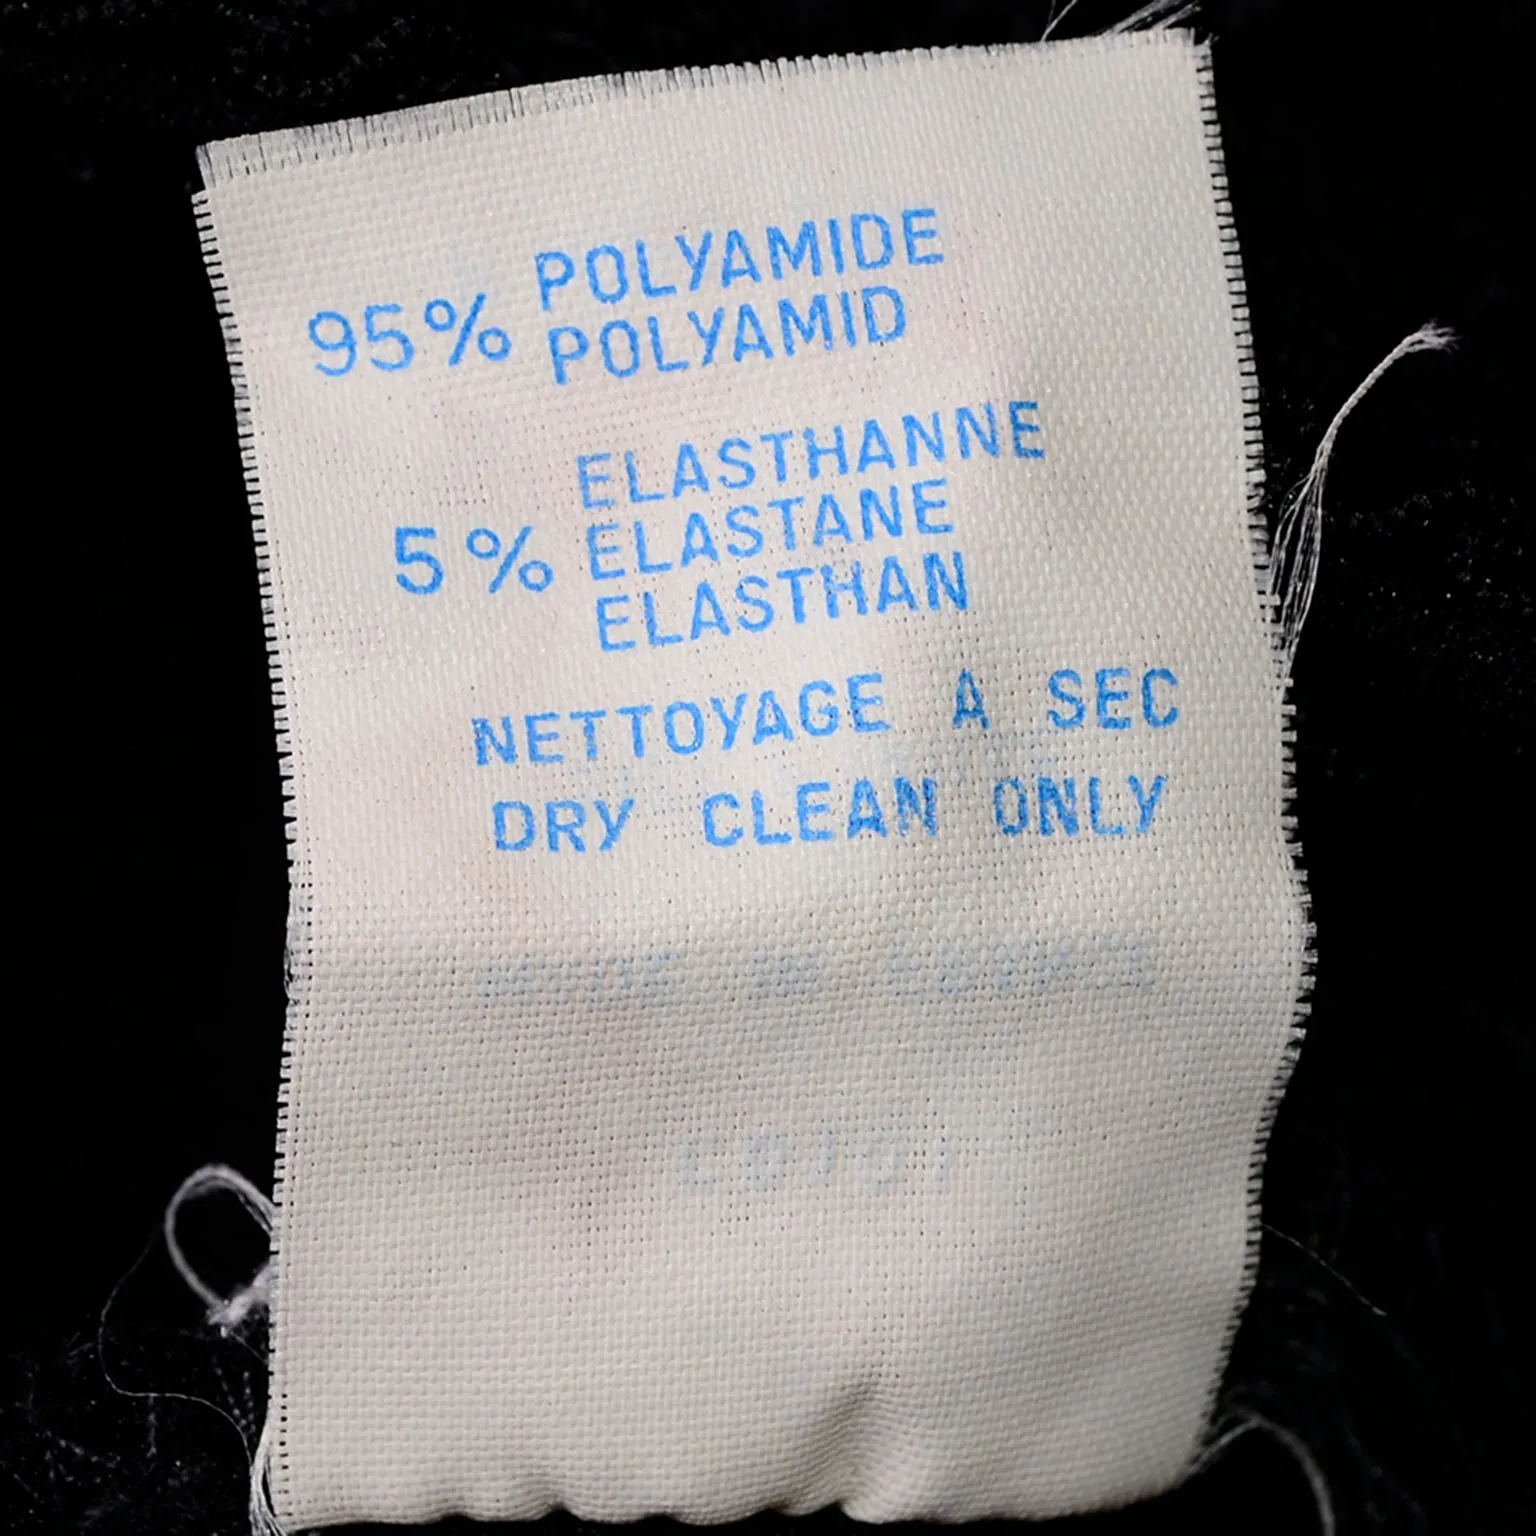 95% POLYAMIDE
POLYAMID
ELASTHANNE
5% ELASTANE
ELASTHAN
NETTOYAGE A SEC
DRY CLEAN ONLY